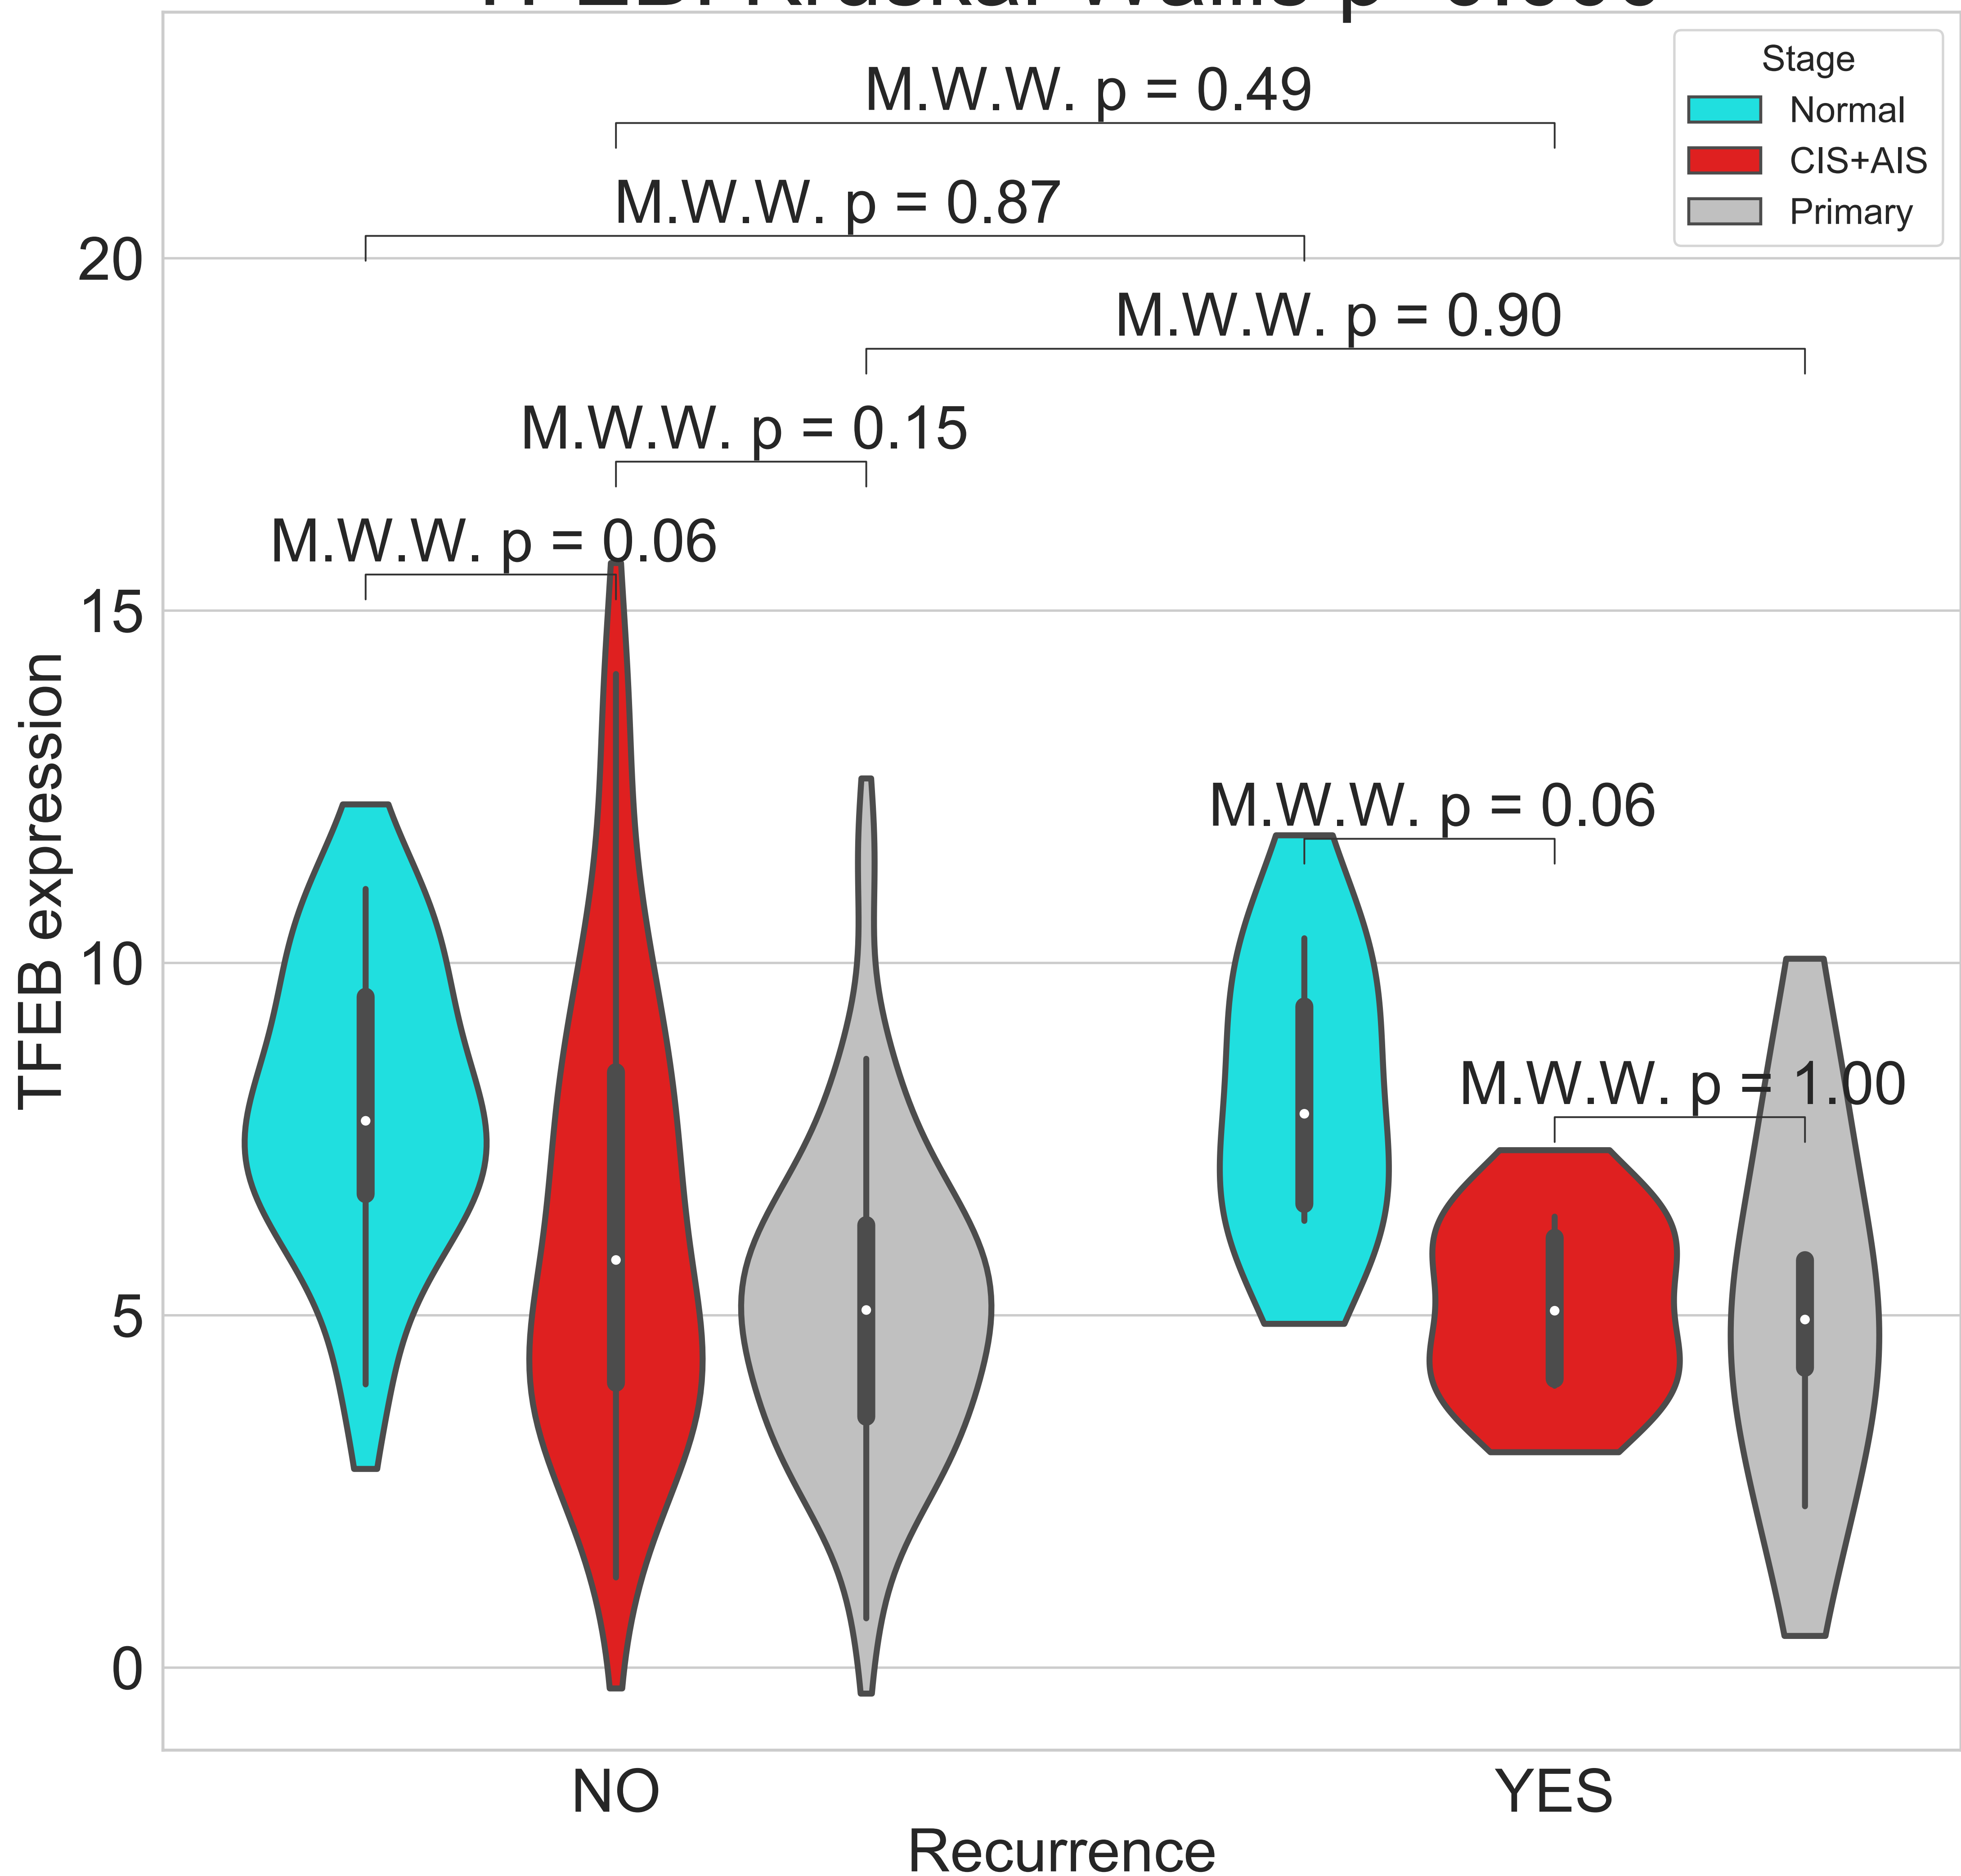 Stage
Normal
CIS+AIS
Primary
M.W.W. p = 0.49
M.W.W. p = 0.87
M.W.W. p = 0.90
M.W.W. p = 0.15
M.W.W. p = 0.06
M.W.W. p = 0.06
M.W.W. p = 1.00
20
15
10
5
0
TFEB expression
NO
YES
Recurrence